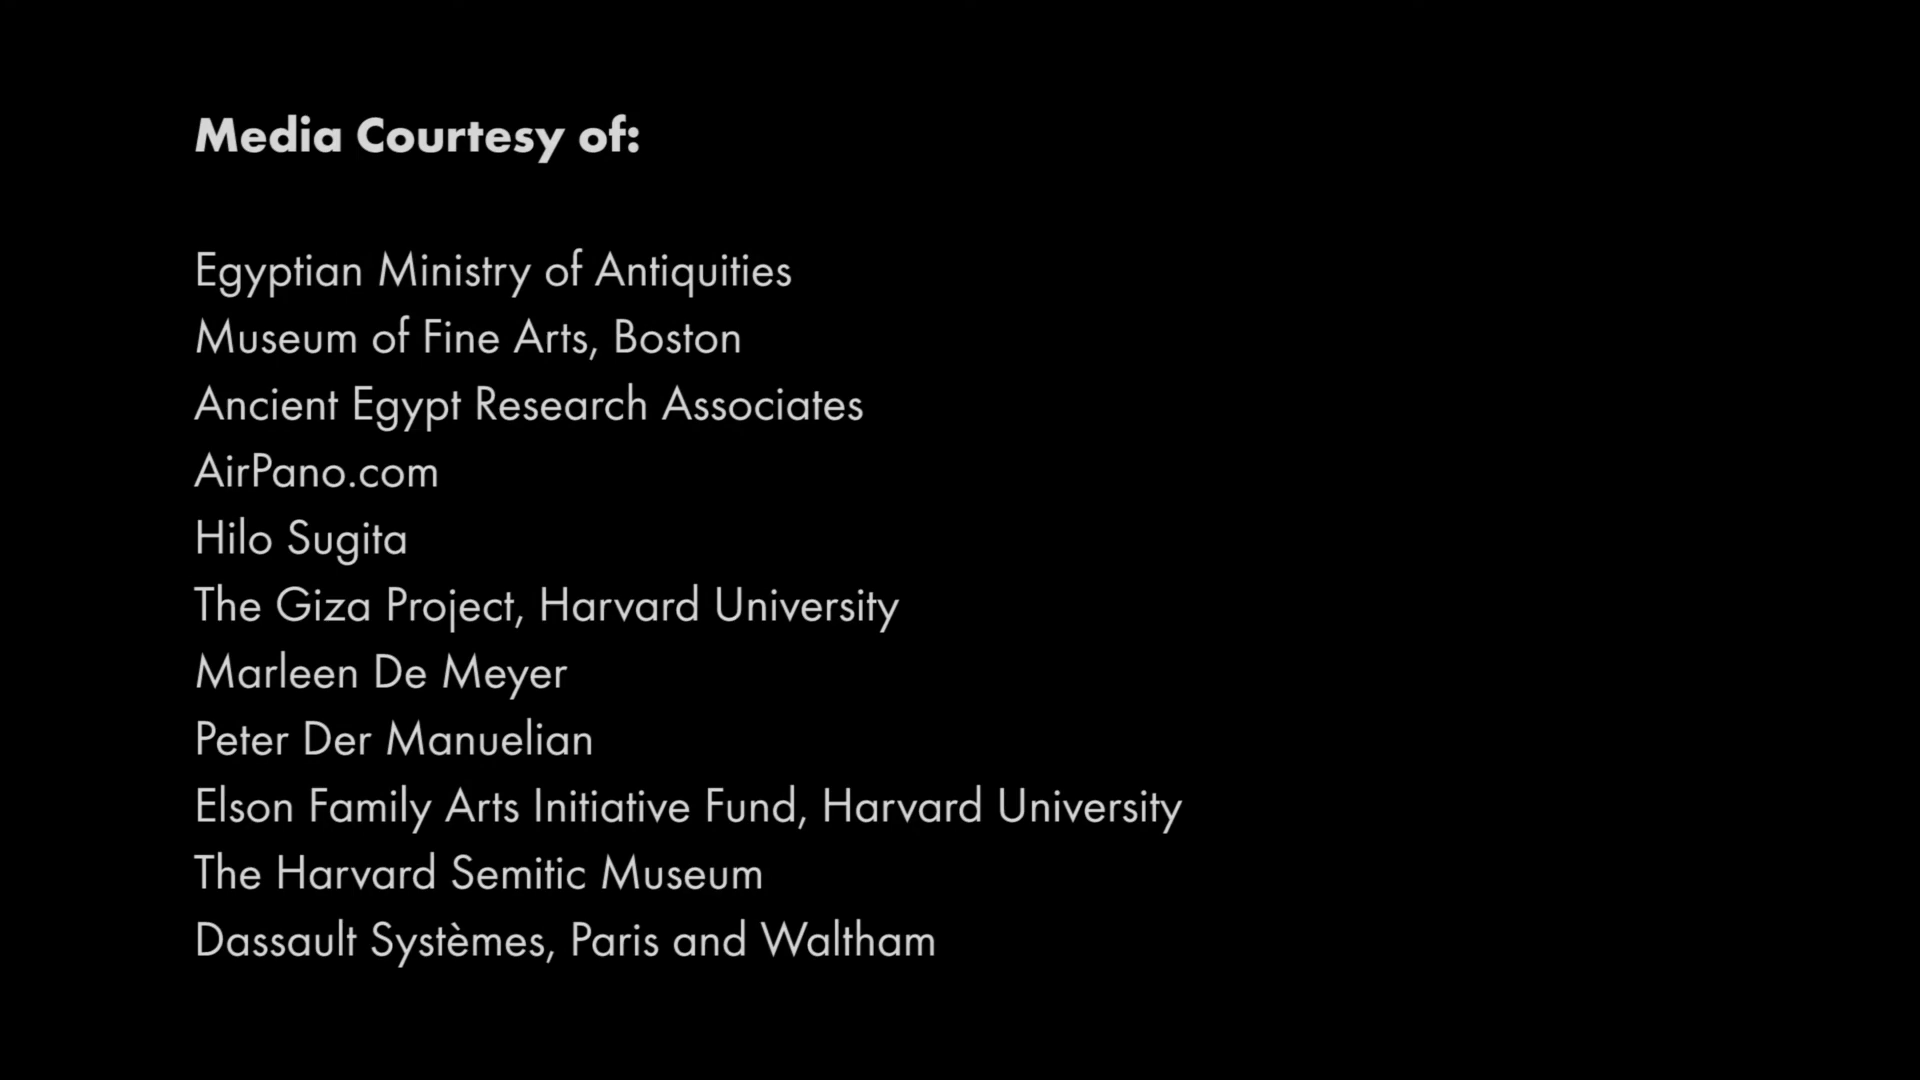 Media Courtesy of:
Egyptian Ministry of Antiquities
Museum of Fine Arts, Boston
Ancient Egypt Research Associates
AirPano.com
Hilo Sugita
The Giza Project, Harvard University
Marleen De Meyer
Peter Der Manuelian
Elson Family Arts Initiative Fund, Harvard University
The Harvard Semitic Museum
Dassault Systèmes, Paris and Waltham